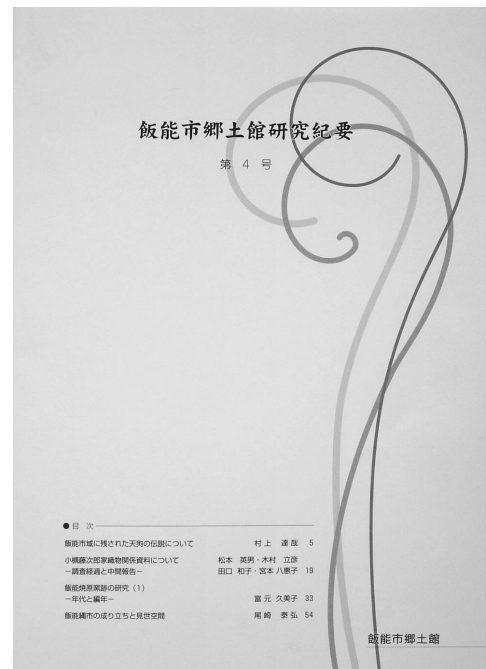 飯能市郷土館研究紀要
第 4 号
●目 次
飯能市域に残された天狗の伝説について 村上 達哉 5
小槻藤次郎家織物関係資料について 松本 英男・木村 立彦
－調査経過と中間報告－ 田口 和子・宮本 八惠子 19
飯能焼原窯跡の研究（1）
－年代と編年－ 富元 久美子 33
飯能縄市の成り立ちと見世空間 尾崎 泰弘 54
飯能市郷土館